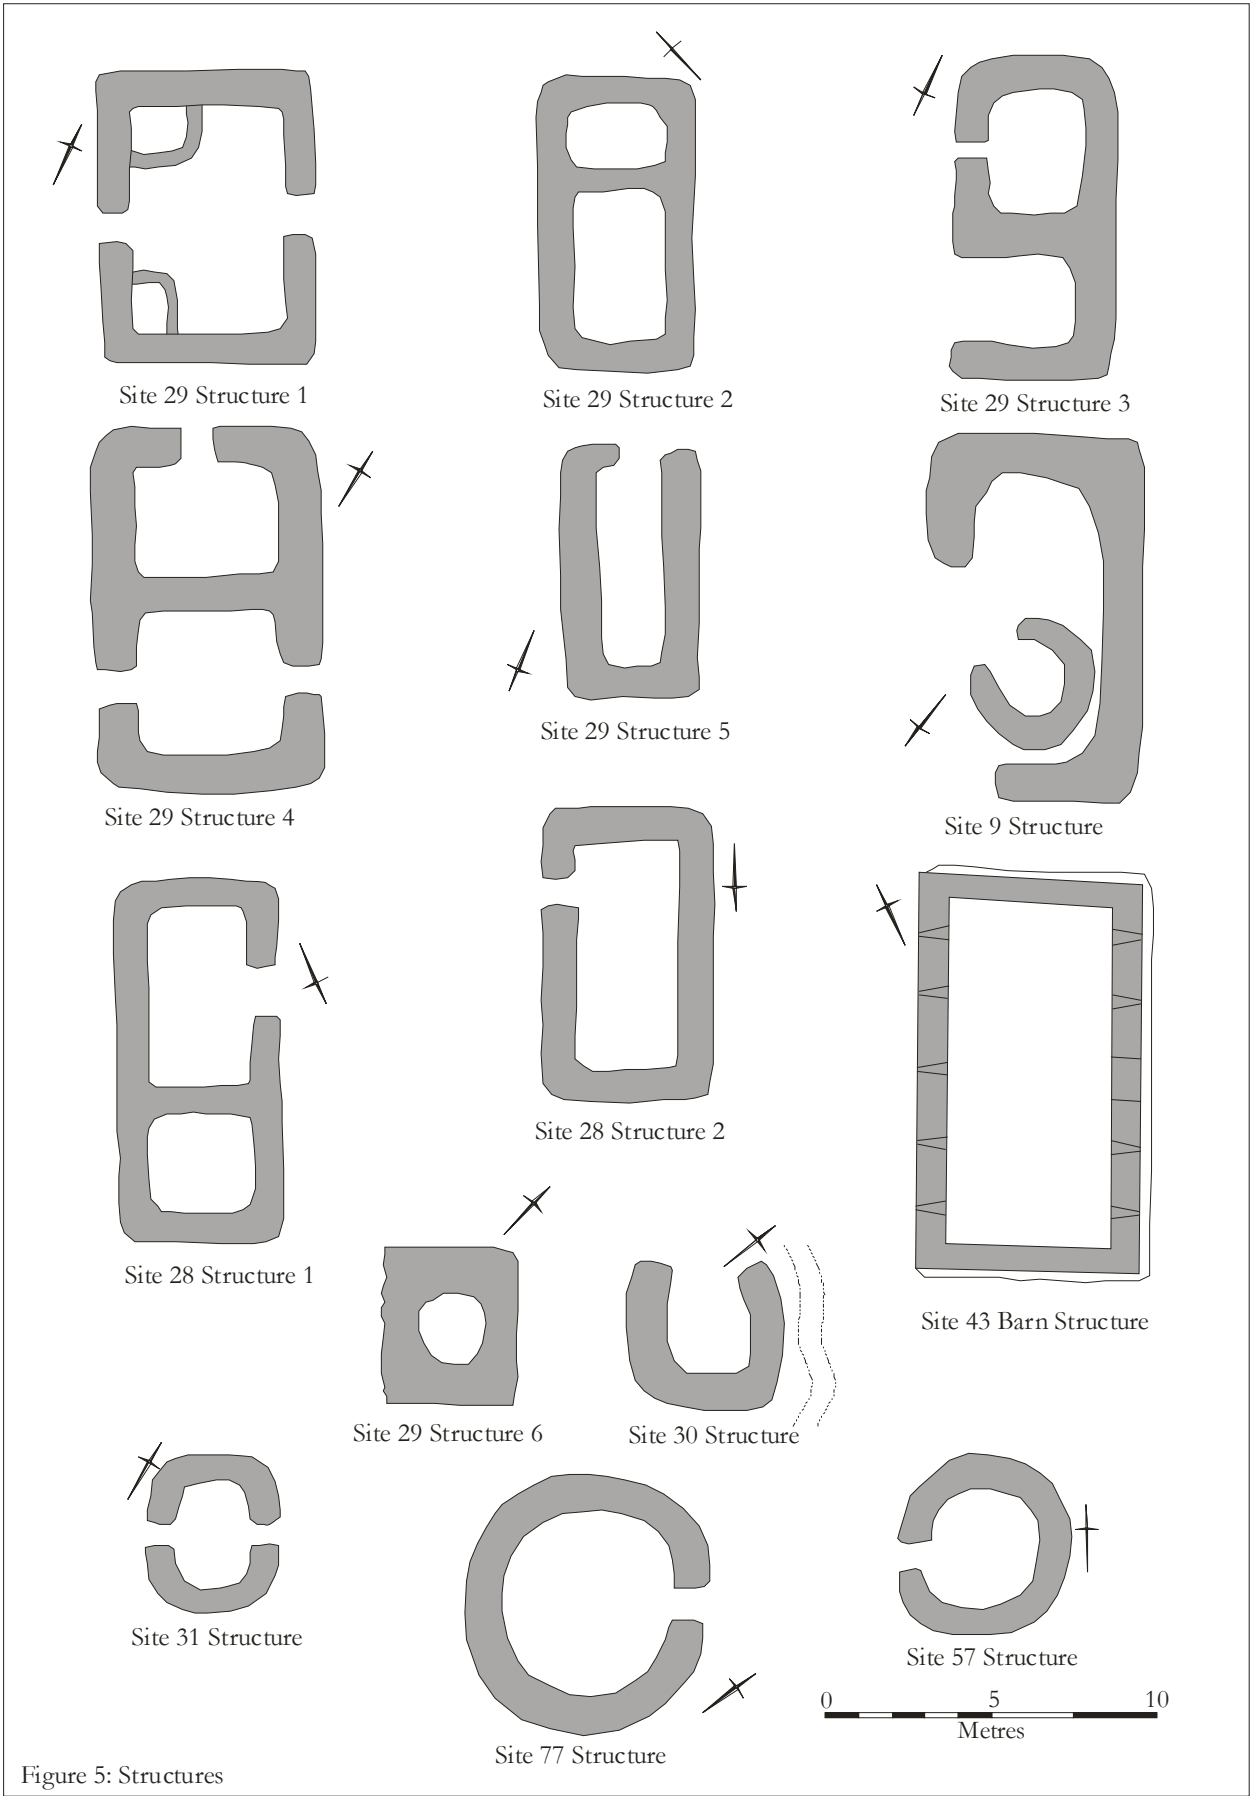 Site 29 Structure 1
Site 29 Structure 2
Site 29 Structure 3
Site 29 Structure 4
Site 29 Structure 5
Site 9 Structure
Site 28 Structure 1
Site 28 Structure 2
Site 43 Barn Structure
Site 29 Structure 6
Site 30 Structure
Site 31 Structure
Site 77 Structure
Site 57 Structure
0 5 10
Metres
Figure 5: Structures